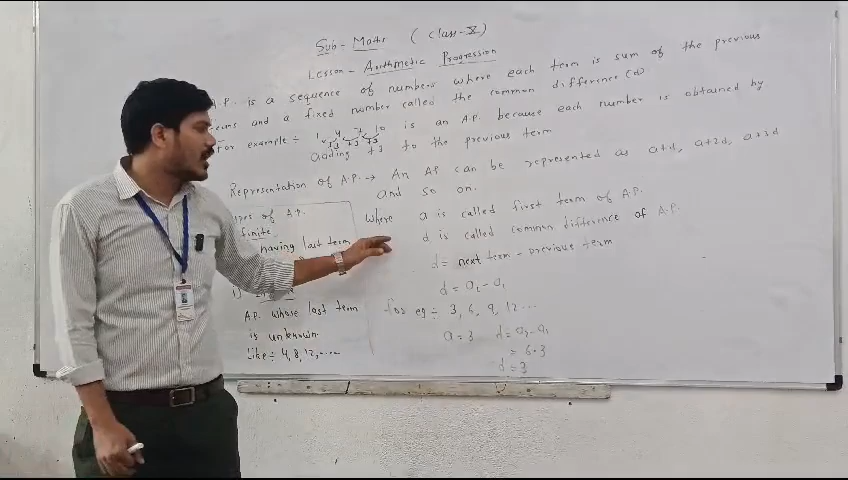 Sub - Maths (Class-X)
Lesson - Arithmetic Progression
A.P. is a sequence of numbers where each term is sum of the previous
terms and a fixed number called the common difference (d)
For example ÷ 1, 4, 7, 10 is an A.P. because each number is obtained by
+3 +3 +3
adding +3 to the previous term
Representation of A.P. → An AP can be represented as a+d, a+2d, a+3d
and so on.
where a is called first term of A.P.
d is called common difference of A.P.
d = next term - previous term
d = a₂ - a₁
for eg ÷ 3, 6, 9, 12 ...
a = 3 d = a₂ - a₁
= 6-3
d = 3
types of A.P.
finite
having last term
A.P. whose last term
is unknown.
Like ÷ 4, 8, 12, ....